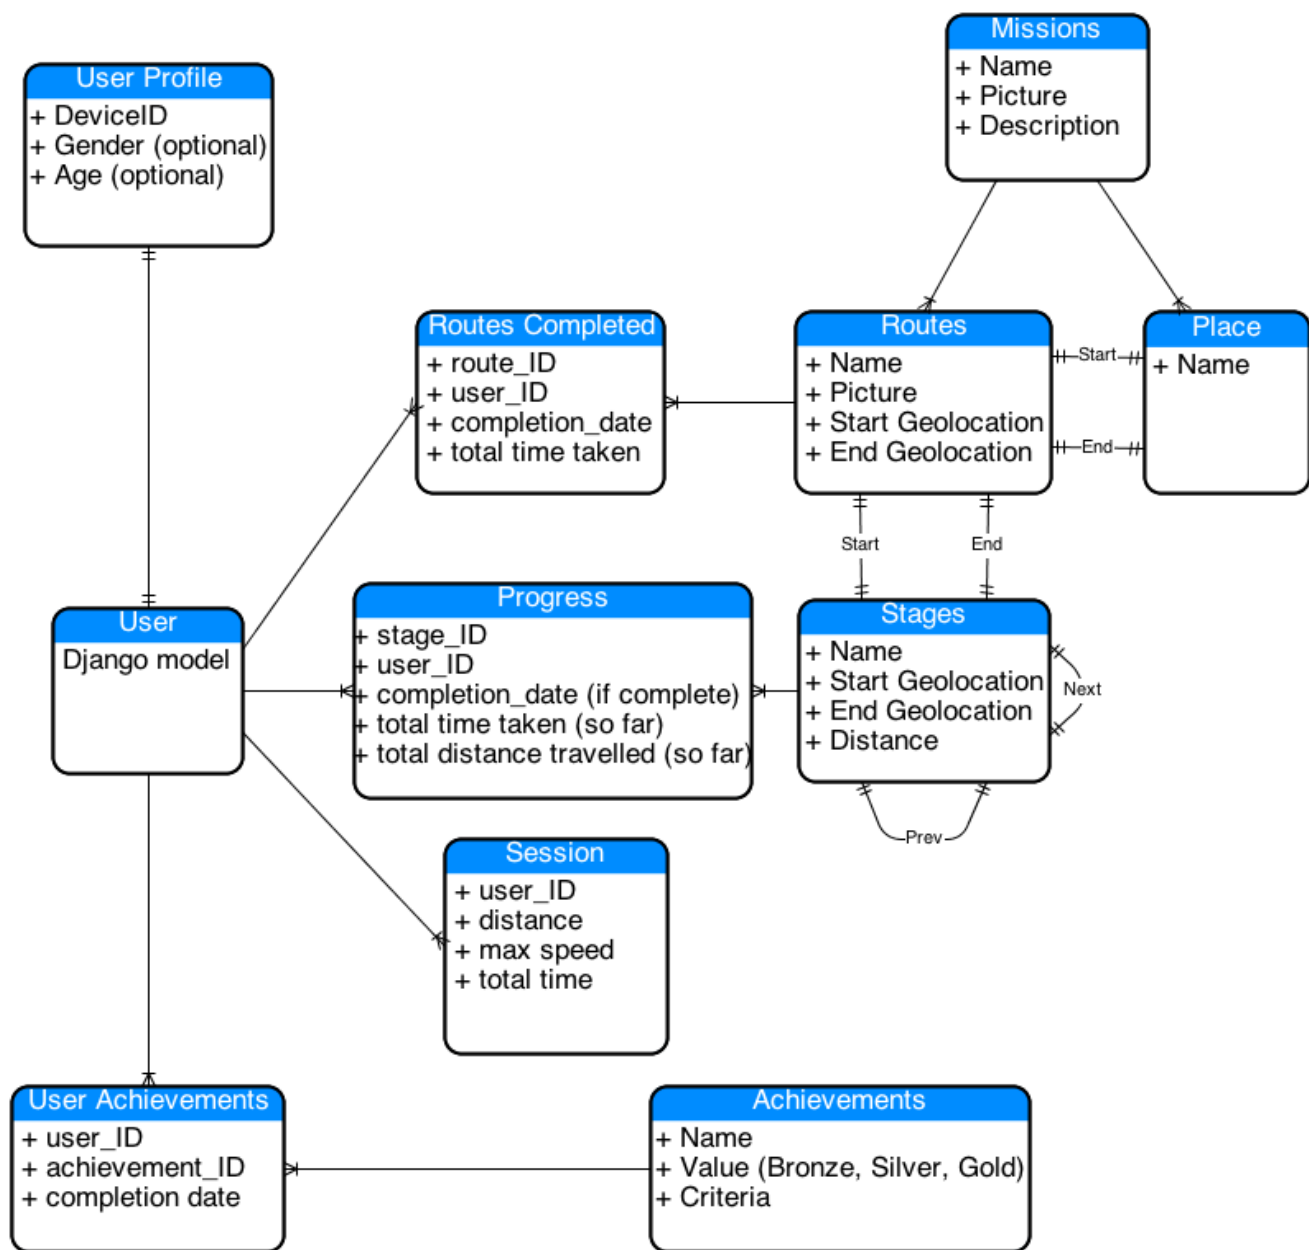 Missions
+ Name
+ Picture
+ Description
User Profile
+ DeviceID
+ Gender (optional)
+ Age (optional)
Routes Completed
+ route_ID
+ user_ID
+ completion_date
+ total time taken
Routes
+ Name
+ Picture
+ Start Geolocation
+ End Geolocation
Start
End
Place
+ Name
Start
End
User
Django model
Progress
+ stage_ID
+ user_ID
+ completion_date (if complete)
+ total time taken (so far)
+ total distance travelled (so far)
Stages
+ Name
+ Start Geolocation
+ End Geolocation
+ Distance
Next
Prev
Session
+ user_ID
+ distance
+ max speed
+ total time
User Achievements
+ user_ID
+ achievement_ID
+ completion date
Achievements
+ Name
+ Value (Bronze, Silver, Gold)
+ Criteria